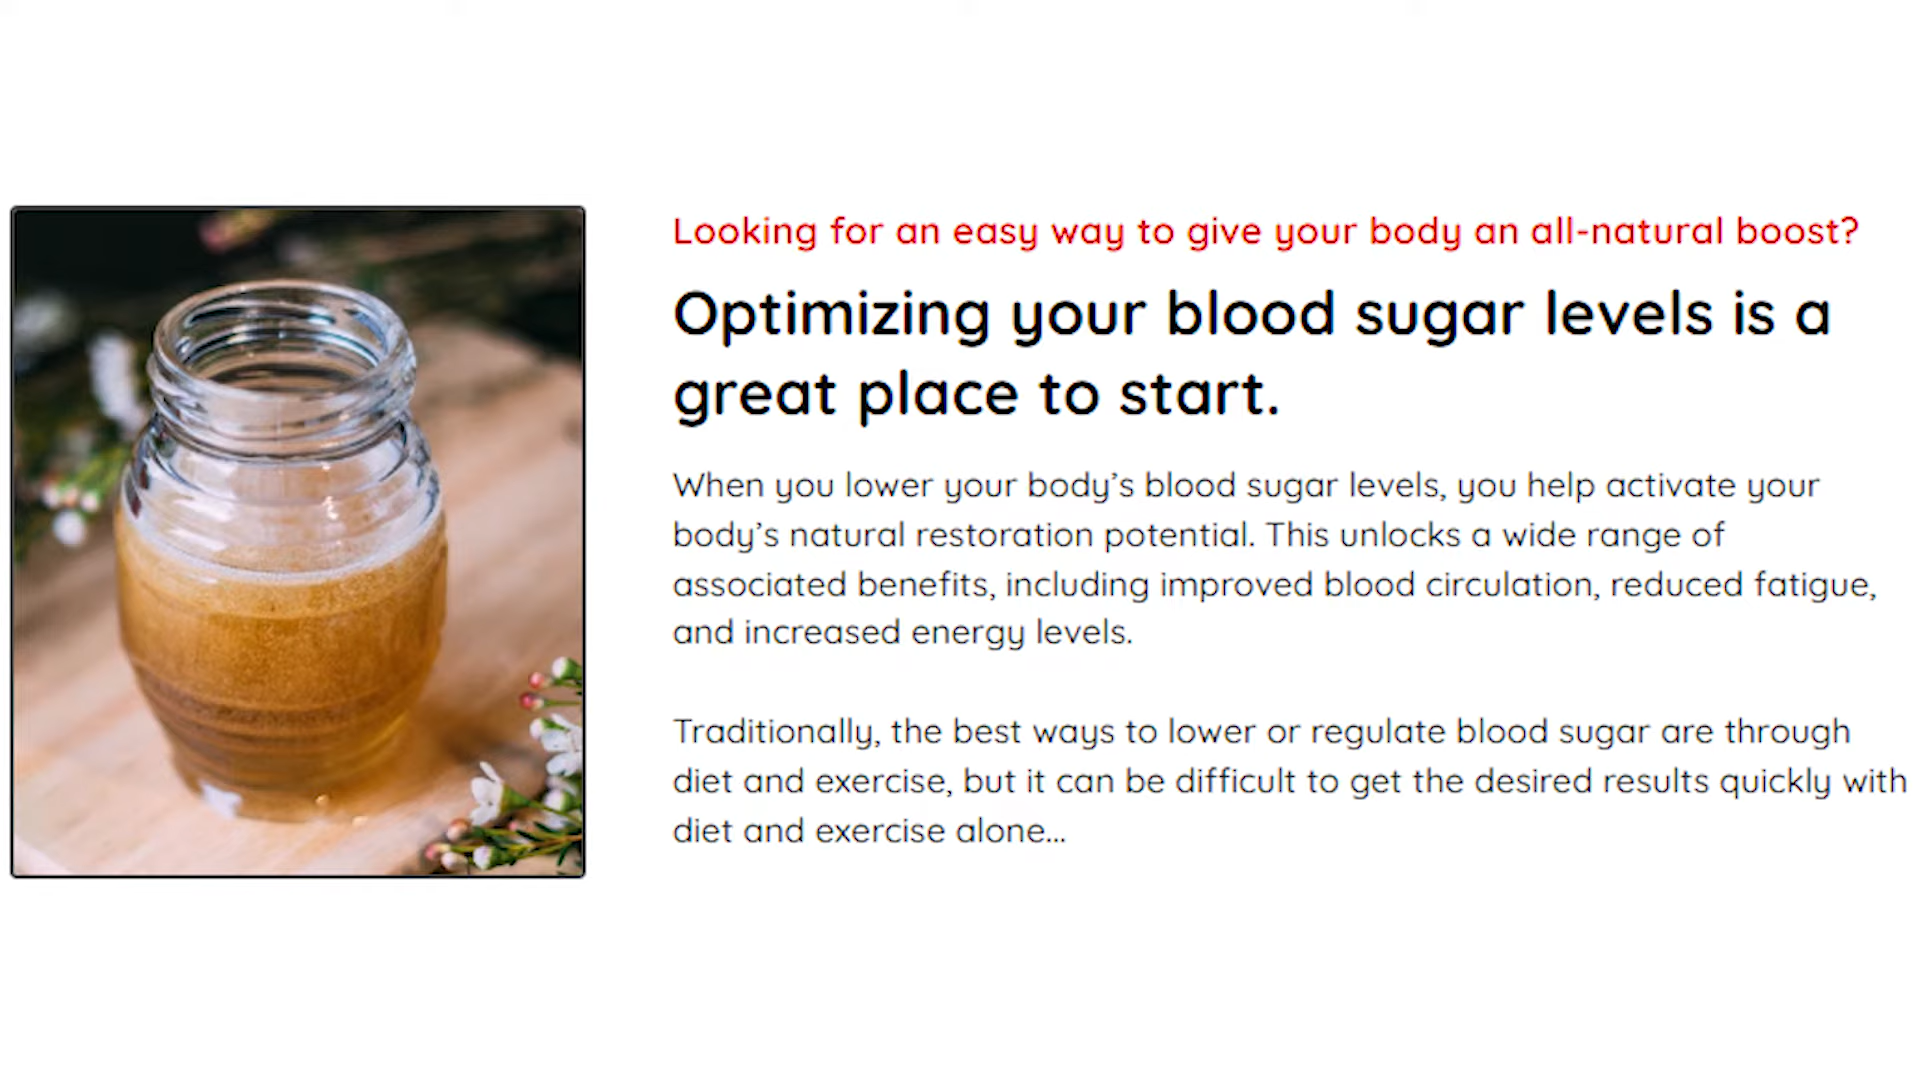 Looking for an easy way to give your body an all-natural boost?
Optimizing your blood sugar levels is a
great place to start.
When you lower your body’s blood sugar levels, you help activate your
body’s natural restoration potential. This unlocks a wide range of
associated benefits, including improved blood circulation, reduced fatigue,
and increased energy levels.
Traditionally, the best ways to lower or regulate blood sugar are through
diet and exercise, but it can be difficult to get the desired results quickly with
diet and exercise alone...